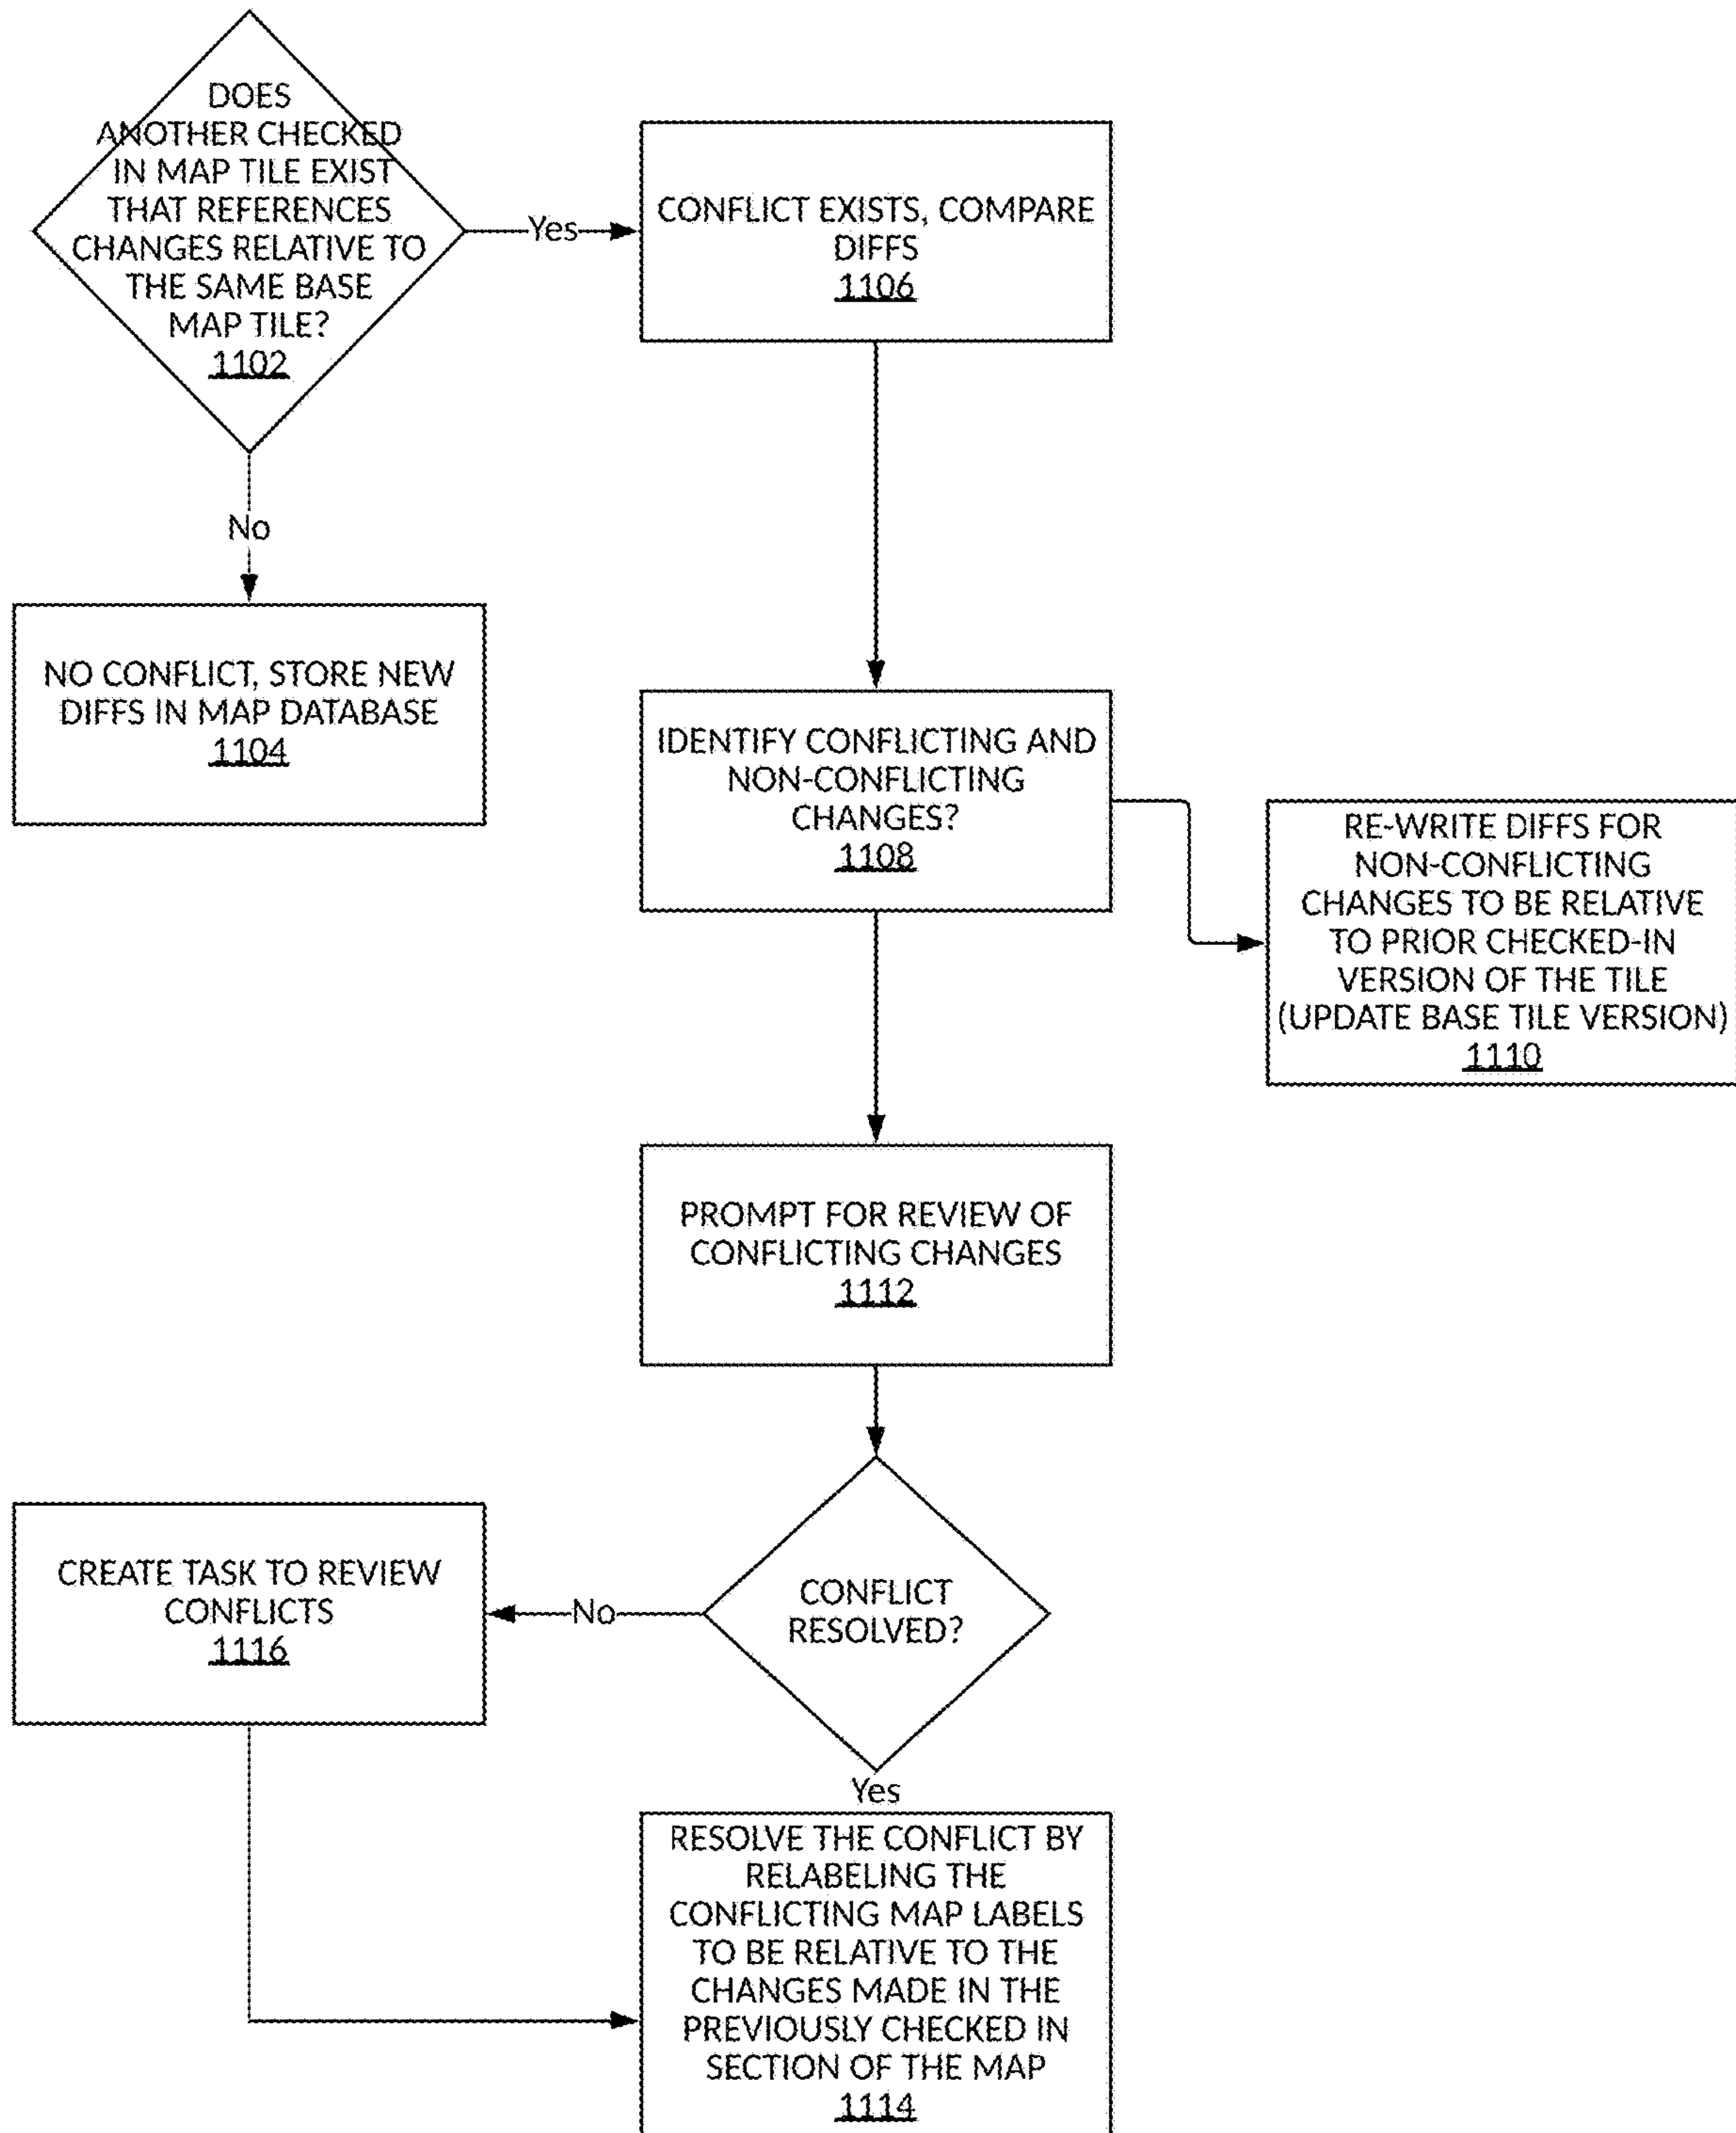 DOES
ANOTHER CHECKED
IN MAP TILE EXIST
THAT REFERENCES
CHANGES RELATIVE TO
THE SAME BASE
MAP TILE?
1102
Yes
CONFLICT EXISTS, COMPARE
DIFFS
1106
No
NO CONFLICT, STORE NEW
DIFFS IN MAP DATABASE
1104
IDENTIFY CONFLICTING AND
NON-CONFLICTING
CHANGES?
1108
RE-WRITE DIFFS FOR
NON-CONFLICTING
CHANGES TO BE RELATIVE
TO PRIOR CHECKED-IN
VERSION OF THE TILE
(UPDATE BASE TILE VERSION)
1110
PROMPT FOR REVIEW OF
CONFLICTING CHANGES
1112
CONFLICT
RESOLVED?
No
CREATE TASK TO REVIEW
CONFLICTS
1116
Yes
RESOLVE THE CONFLICT BY
RELABELING THE
CONFLICTING MAP LABELS
TO BE RELATIVE TO THE
CHANGES MADE IN THE
PREVIOUSLY CHECKED IN
SECTION OF THE MAP
1114